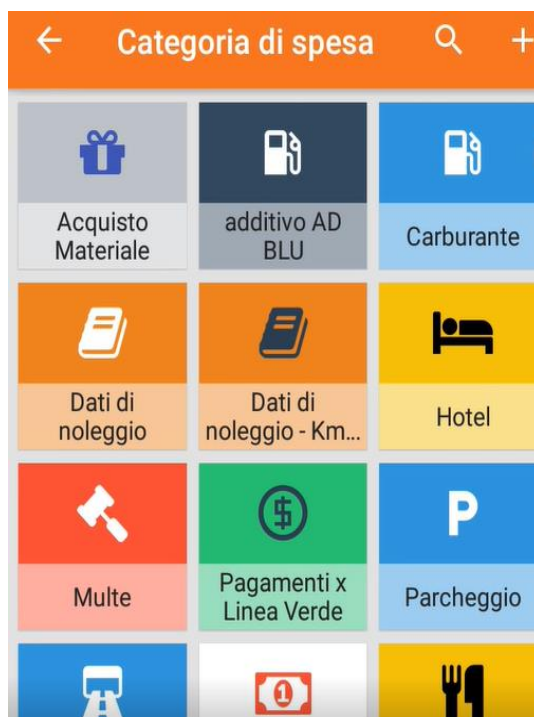 Categoria di spesa
Acquisto
Materiale
additivo AD
BLU
Carburante
Dati di
noleggio
Dati di
noleggio - Km...
Hotel
Multe
$
Pagamenti x
Linea Verde
P
Parcheggio
1